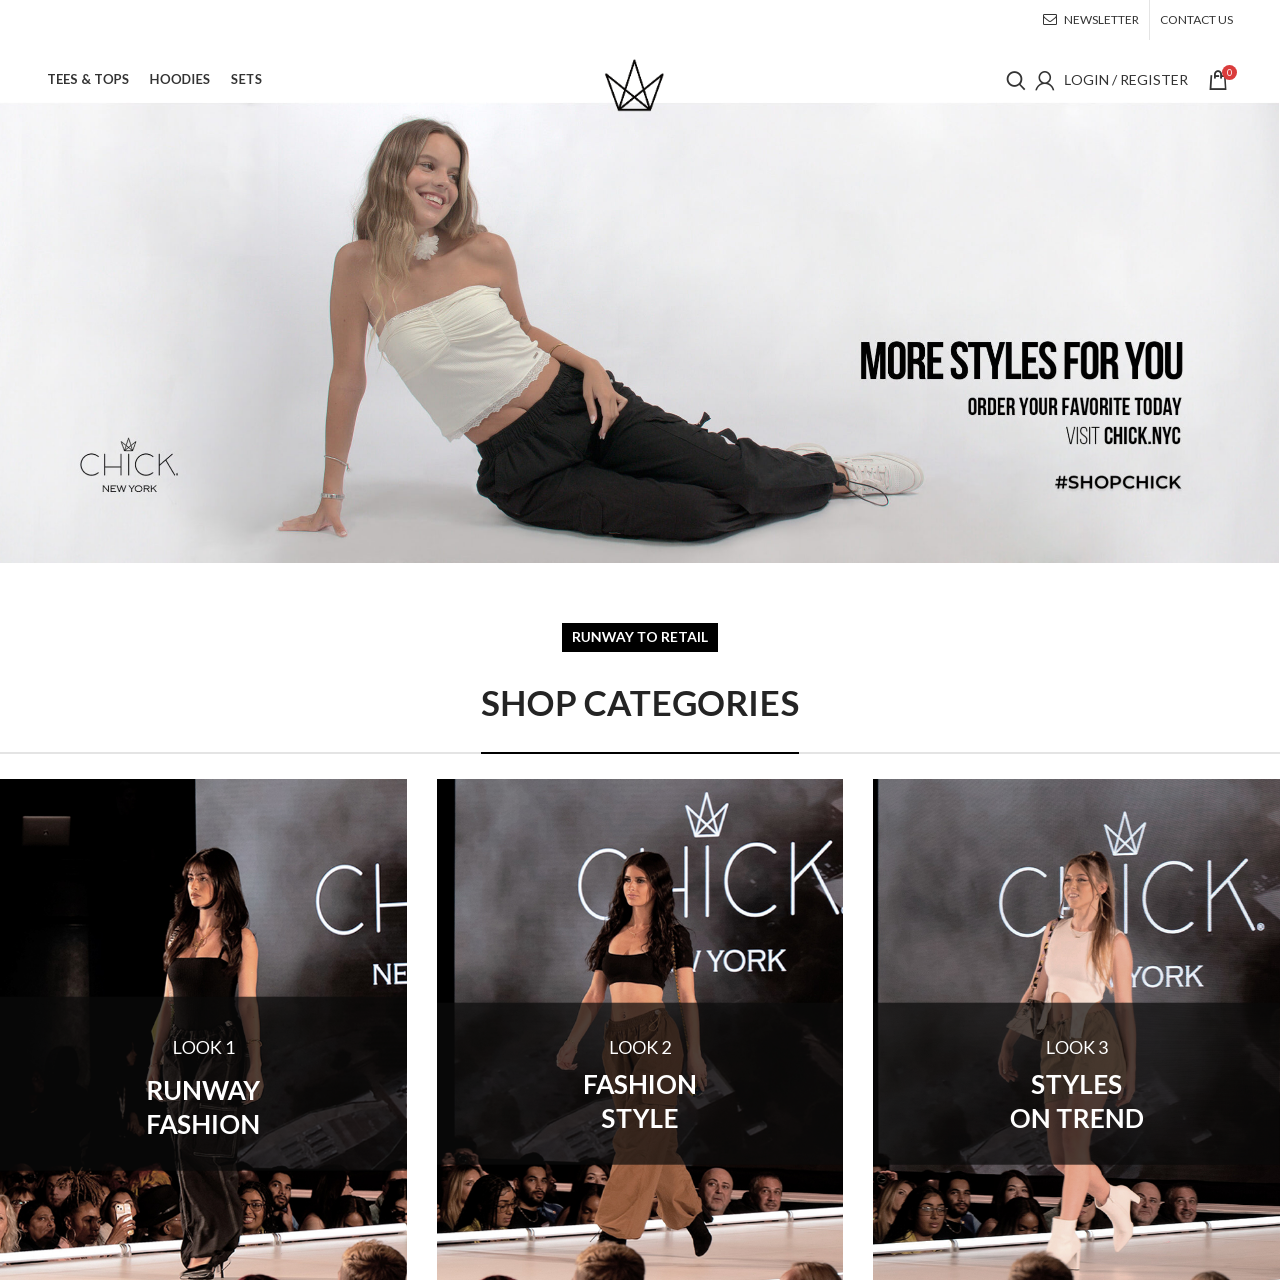 NEWSLETTER
CONTACT US
TEES & TOPS
HOODIES
SETS
LOGIN / REGISTER
0
MORE STYLES FOR YOU
ORDER YOUR FAVORITE TODAY
VISIT CHICK.NYC
#SHOPCHICK
CHICK.
NEW YORK
RUNWAY TO RETAIL
SHOP CATEGORIES
CH
NE
LOOK 1
RUNWAY
FASHION
CHICK.
YORK
LOOK 2
FASHION
STYLE
CHICK.
YORK
LOOK 3
STYLES
ON TREND